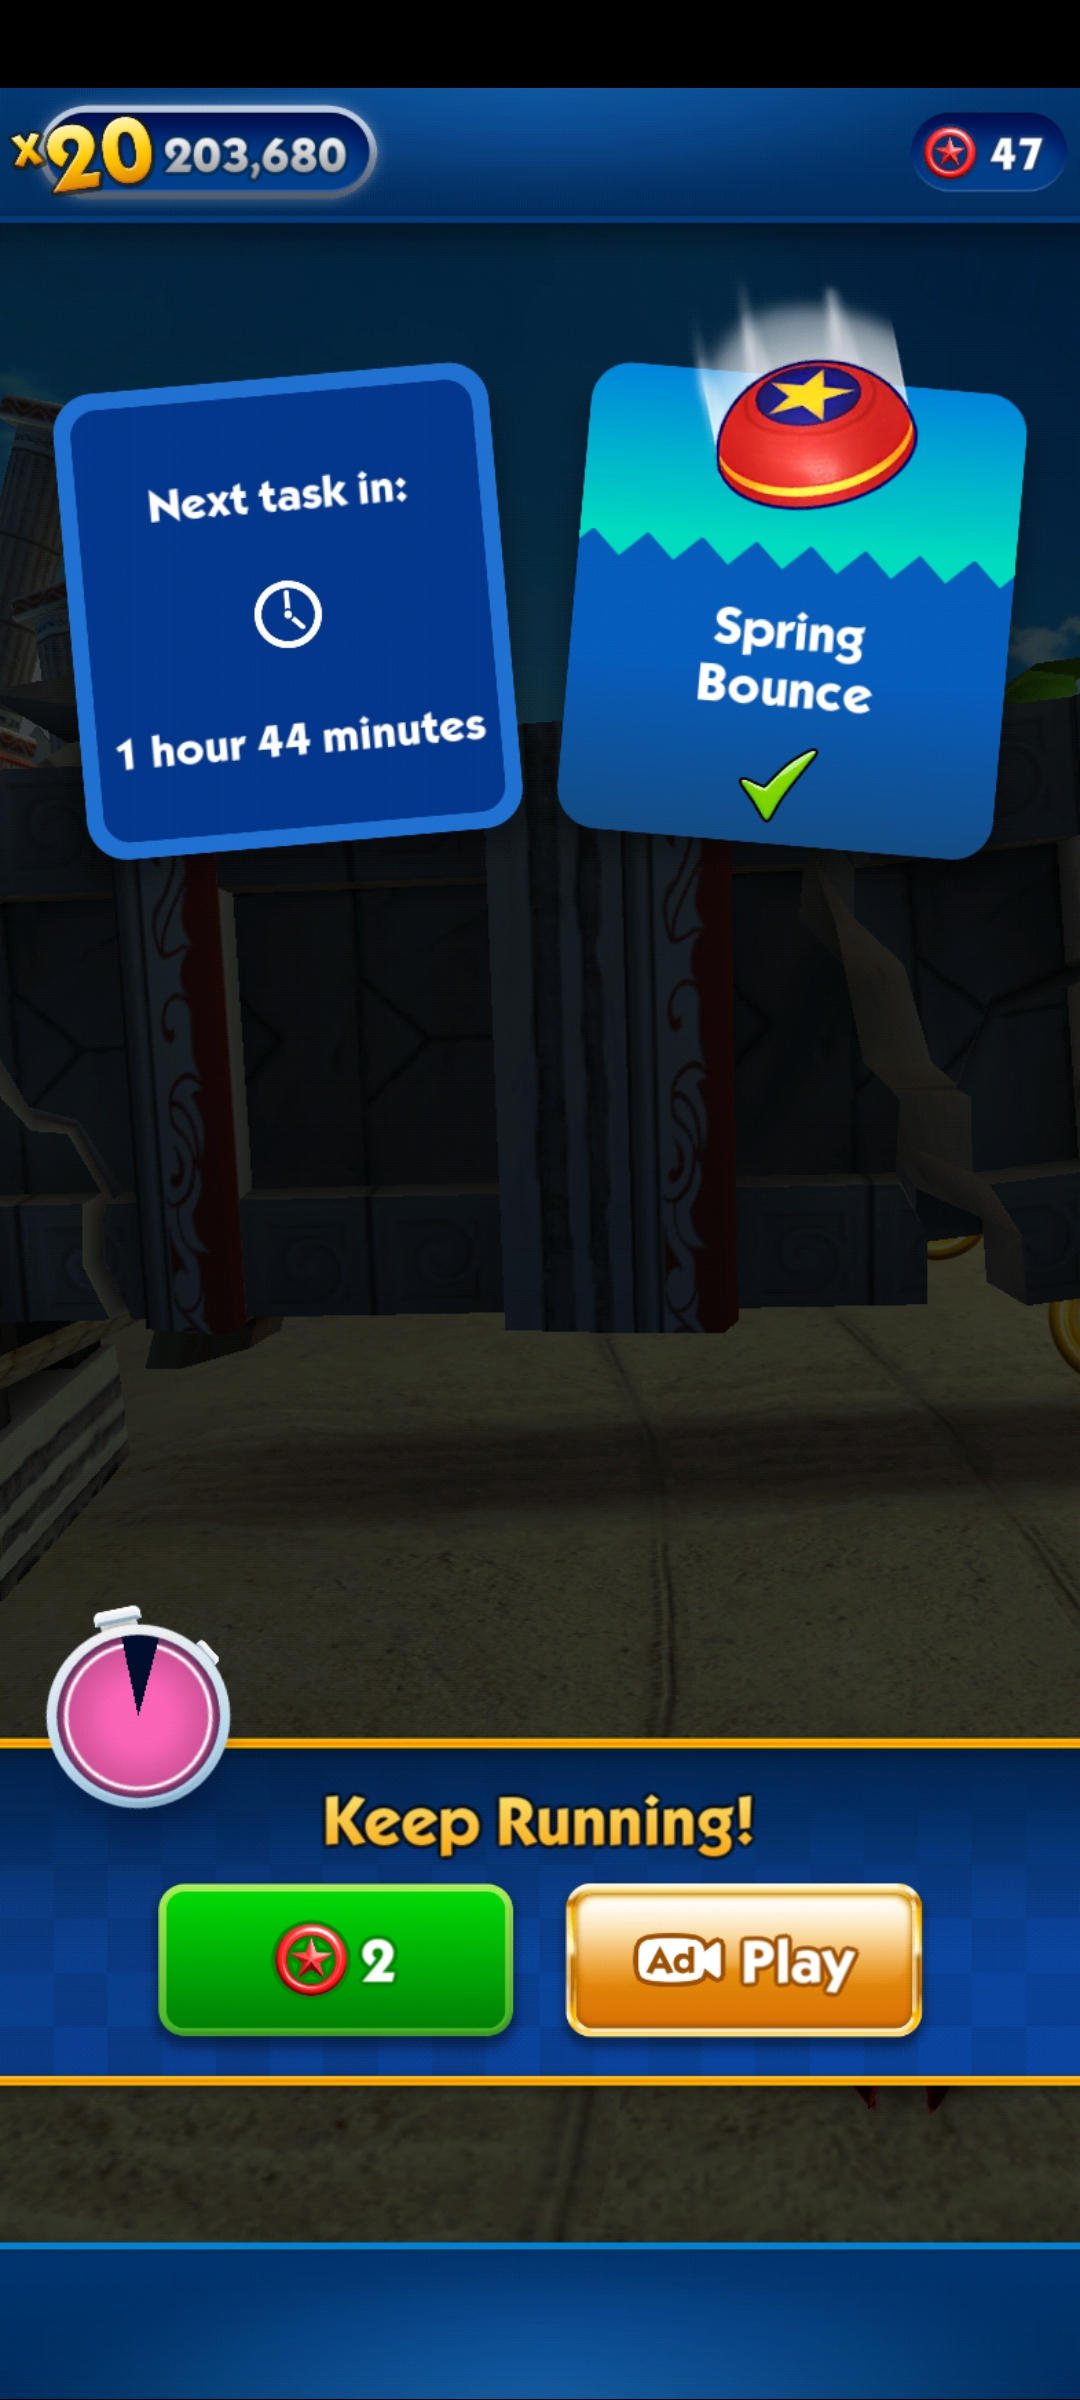 x20 203,680
47
Next task in:
1 hour 44 minutes
Spring
Bounce
Keep Running!
2
Ad Play